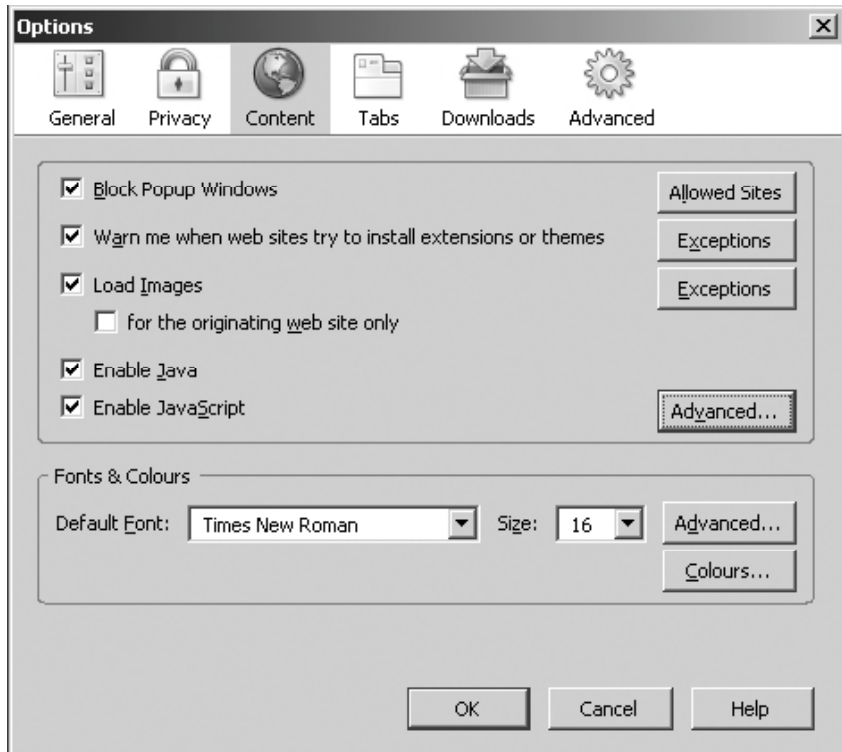 Options
General Privacy Content Tabs Downloads Advanced
Block Popup Windows Allowed Sites
Warn me when web sites try to install extensions or themes Exceptions
Load Images Exceptions
for the originating web site only
Enable Java
Enable JavaScript Advanced...
Fonts & Colours
Default Font: Times New Roman Size: 16 Advanced...
Colours...
OK Cancel Help